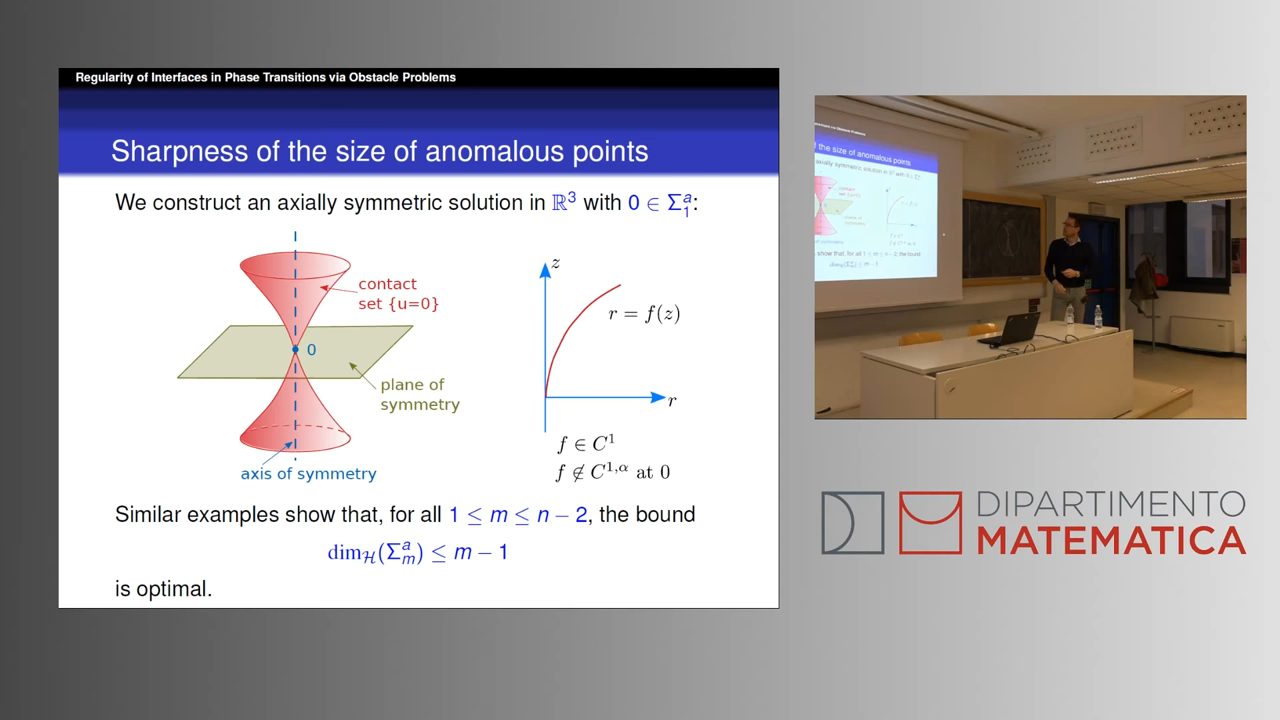 Regularity of Interfaces in Phase Transitions via Obstacle Problems
Sharpness of the size of anomalous points
We construct an axially symmetric solution in ℝ³ with 0 ∈ Σ₁ᵃ:
contact
set {u=0}
0
plane of
symmetry
axis of symmetry
z
r = f(z)
r
f ∈ C¹
f ∉ C^{1,α} at 0
Similar examples show that, for all 1 ≤ m ≤ n − 2, the bound
dim_ℋ(Σₘᵃ) ≤ m − 1
is optimal.
DIPARTIMENTO
MATEMATICA